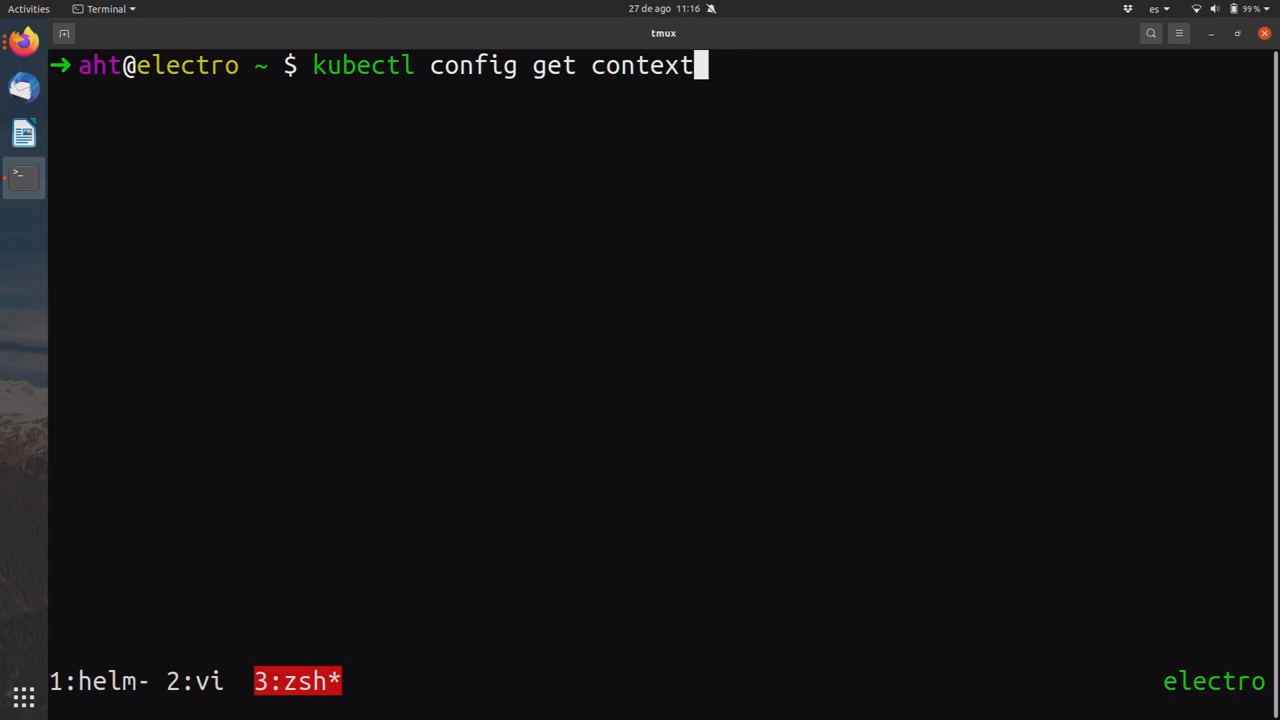 Activities Terminal 27 de ago 11:16 es 99 %
tmux
➜ aht@electro ~ $ kubectl config get context
1:helm- 2:vi 3:zsh* electro